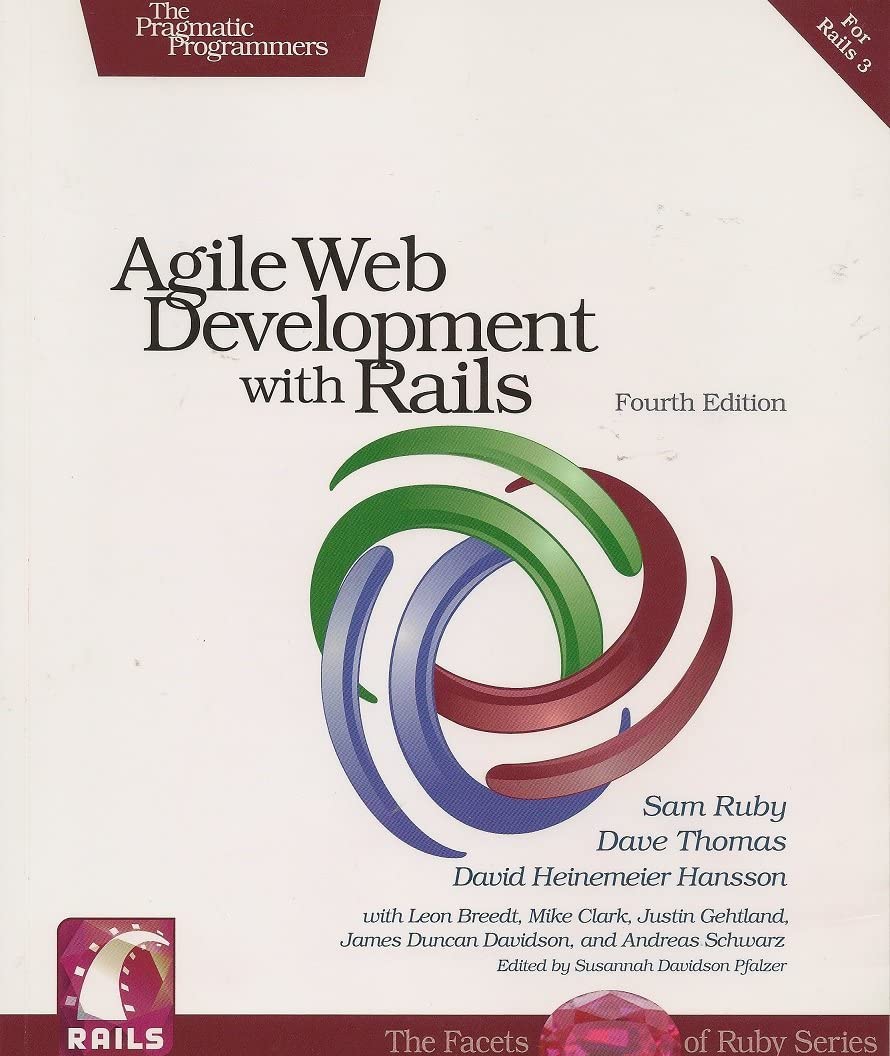 The
Pragmatic
Programmers
For
Rails 3
Agile Web
Development
with Rails
Fourth Edition
Sam Ruby
Dave Thomas
David Heinemeier Hansson
with Leon Breedt, Mike Clark, Justin Gehtland,
James Duncan Davidson, and Andreas Schwarz
Edited by Susannah Davidson Pfalzer
RAILS
The Facets of Ruby Series